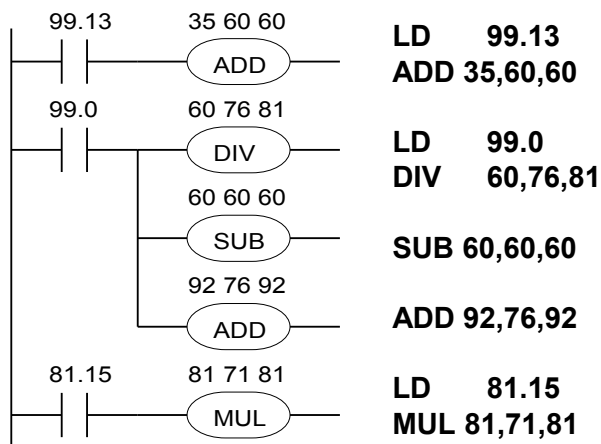 99.13 35 60 60 LD 99.13
ADD ADD 35,60,60
99.0 60 76 81 LD 99.0
DIV DIV 60,76,81
60 60 60
SUB SUB 60,60,60
92 76 92
ADD ADD 92,76,92
81.15 81 71 81 LD 81.15
MUL MUL 81,71,81